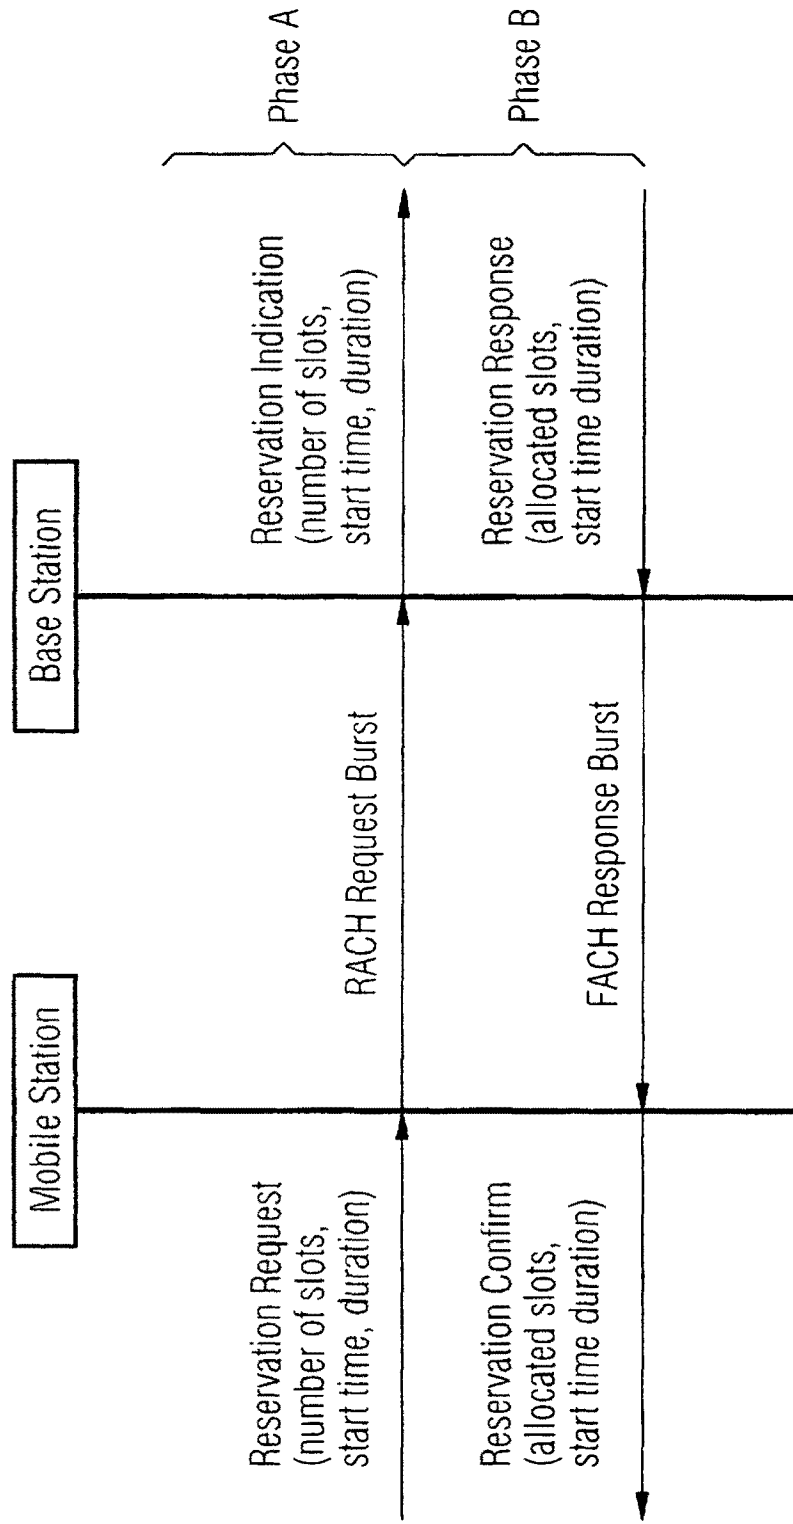 Mobile Station
Base Station
Reservation Request
(number of slots,
start time, duration)
RACH Request Burst
Reservation Indication
(number of slots,
start time, duration)
Phase A
Reservation Confirm
(allocated slots,
start time duration)
FACH Response Burst
Reservation Response
(allocated slots,
start time duration)
Phase B